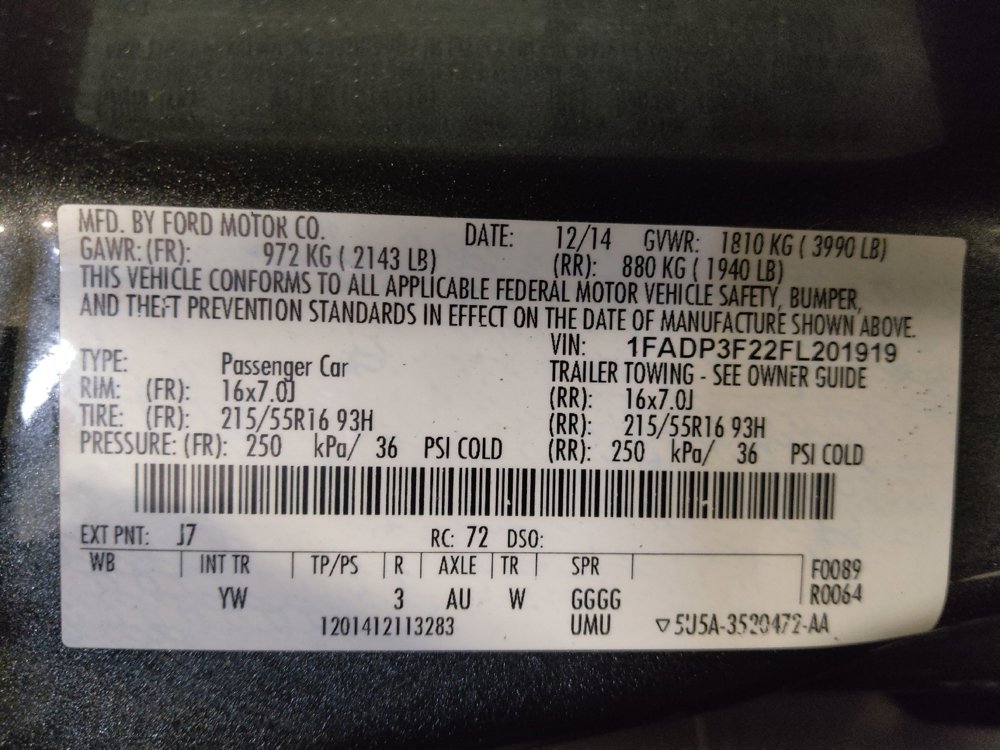 MFD. BY FORD MOTOR CO. DATE: 12/14 GVWR: 1810 KG ( 3990 LB)
GAWR: (FR): 972 KG ( 2143 LB) (RR): 880 KG ( 1940 LB)
THIS VEHICLE CONFORMS TO ALL APPLICABLE FEDERAL MOTOR VEHICLE SAFETY, BUMPER,
AND THEFT PREVENTION STANDARDS IN EFFECT ON THE DATE OF MANUFACTURE SHOWN ABOVE.
VIN: 1FADP3F22FL201919
TYPE: Passenger Car TRAILER TOWING - SEE OWNER GUIDE
RIM: (FR): 16x7.0J (RR): 16x7.0J
TIRE: (FR): 215/55R16 93H (RR): 215/55R16 93H
PRESSURE: (FR): 250 kPa/ 36 PSI COLD (RR): 250 kPa/ 36 PSI COLD
EXT PNT: J7 RC: 72 DSO:
WB INT TR TP/PS R AXLE TR SPR F0089
YW 3 AU W GGGG R0064
1201412113283 UMU ▽5U5A-3520472-AA